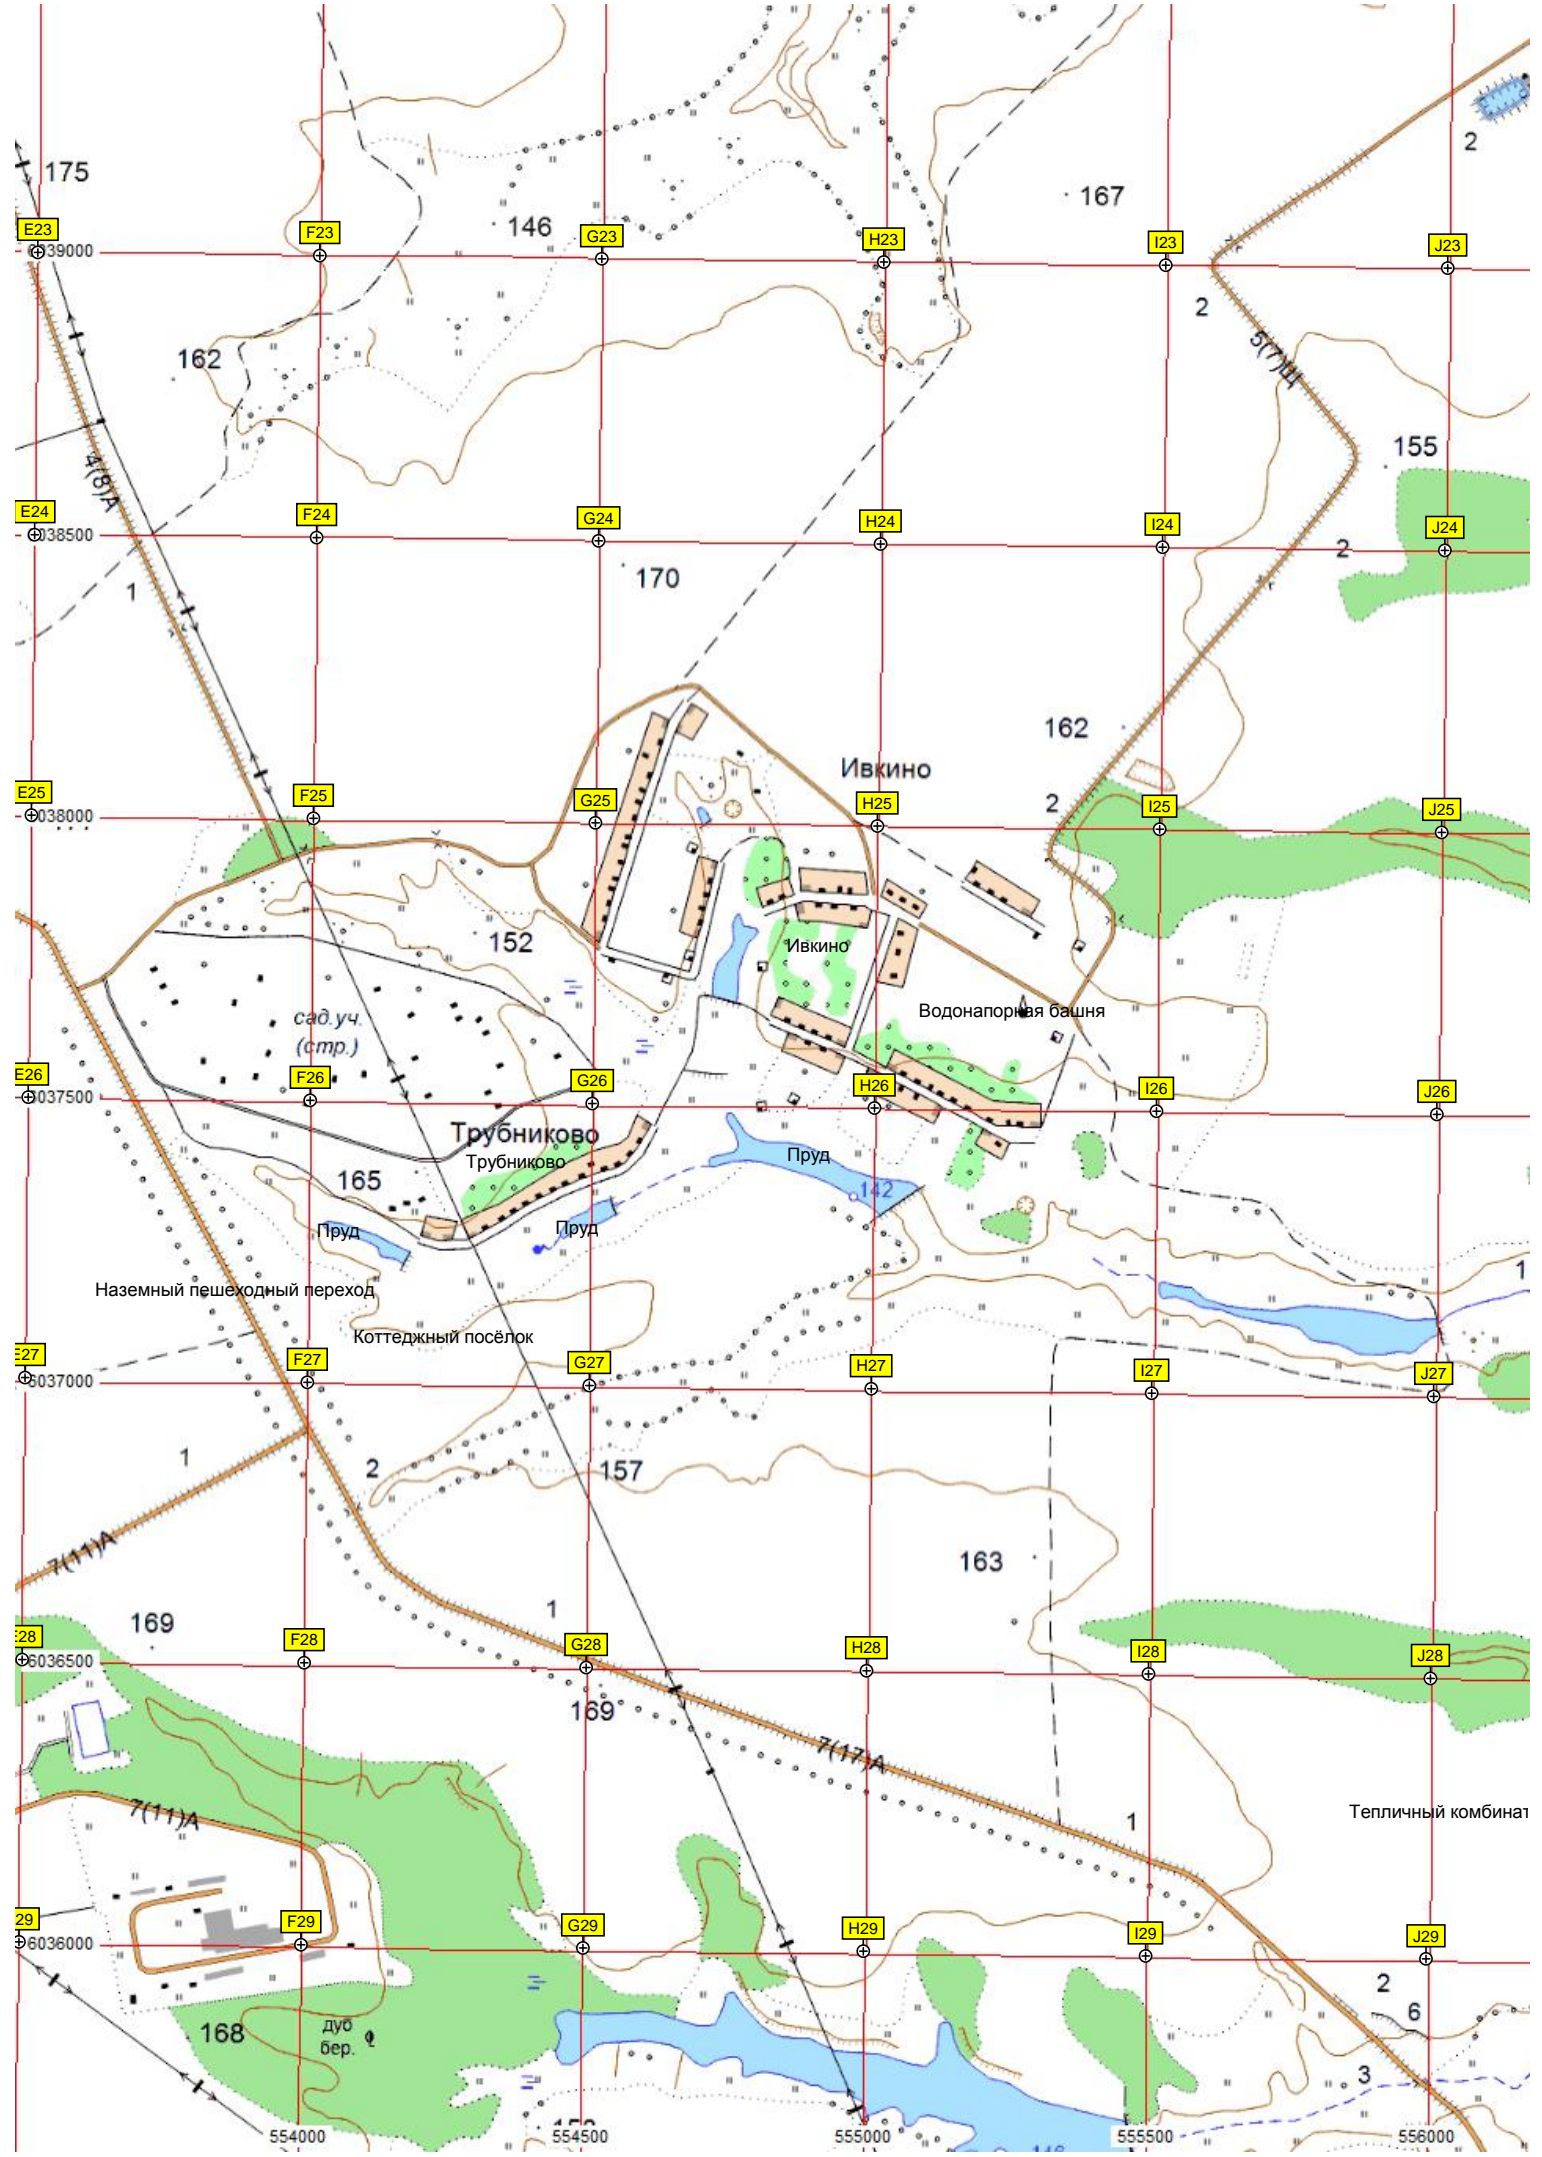 175
167
146
E23
F23
G23
H23
I23
J23
6039000
2
2
162
5(7)Щ
155
4(8)А
E24
F24
G24
H24
I24
J24
038500
2
170
1
162
Ивкино
E25
F25
G25
H25
I25
J25
2
038000
152
Ивкино
сад.уч.
(стр.)
Водонапорная башня
E26
F26
G26
H26
I26
J26
6037500
Трубниково
Трубниково
Пруд
165
142
Пруд
Пруд
1
Наземный пешеходный переход
Коттеджный посёлок
E27
F27
G27
H27
I27
J27
6037000
1
2
157
7(11)А
163
1
169
E28
F28
G28
H28
I28
J28
6036500
169
7(17)А
7(11)А
1
Тепличный комбинат
29
F29
G29
H29
I29
J29
6036000
2
6
168
дуб
бер.
3
554000
554500
555000
555500
556000